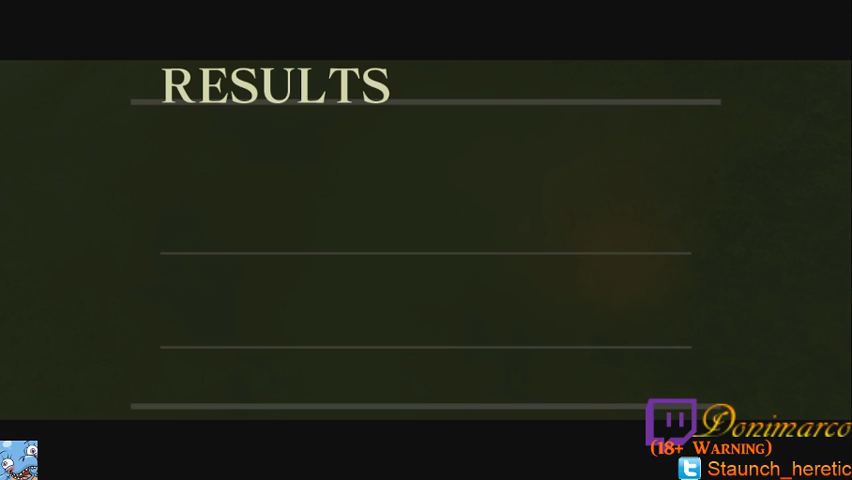 RESULTS
Donimarco
(18+ Warning)
Staunch_heretic